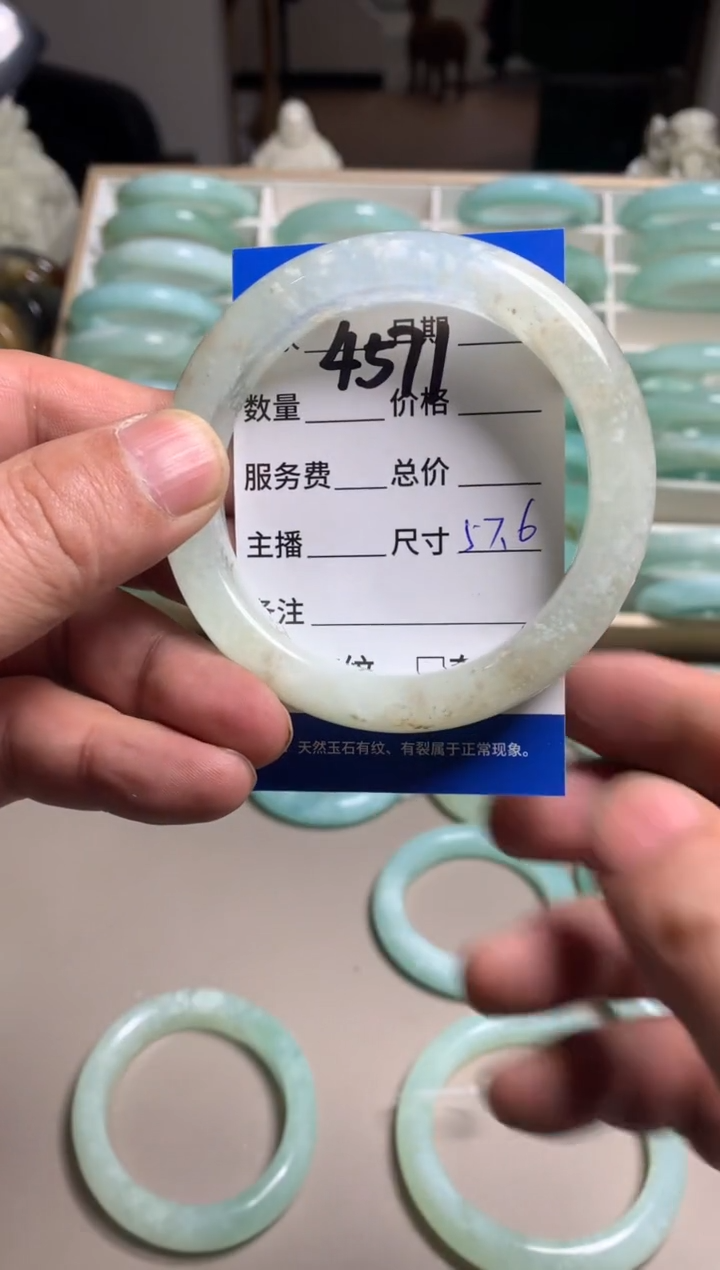 4571 日期
数量 价格
服务费 总价
主播 尺寸 57.6
备注
天然玉石有纹、有裂属于正常现象。